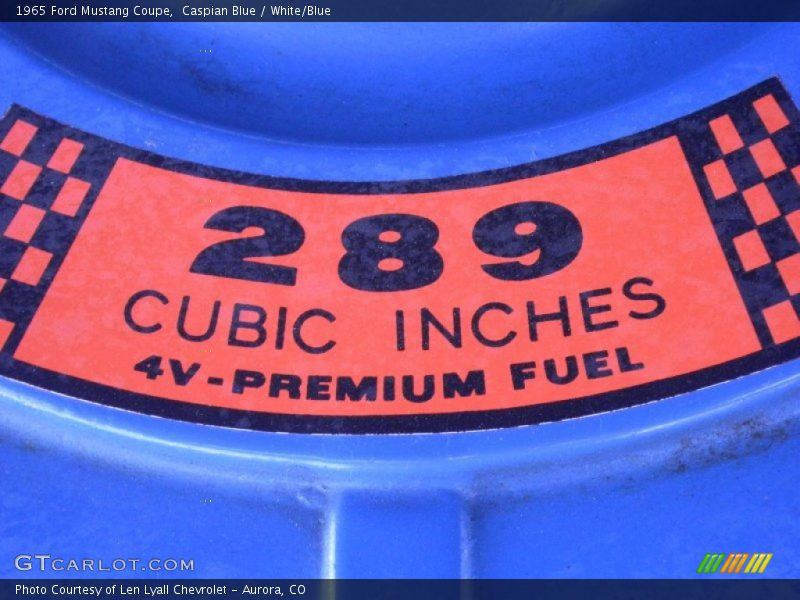 1965 Ford Mustang Coupe,  Caspian Blue / White/Blue
289
CUBIC INCHES
4V-PREMIUM FUEL
GTCARLOT.COM
Photo Courtesy of Len Lyall Chevrolet - Aurora, CO